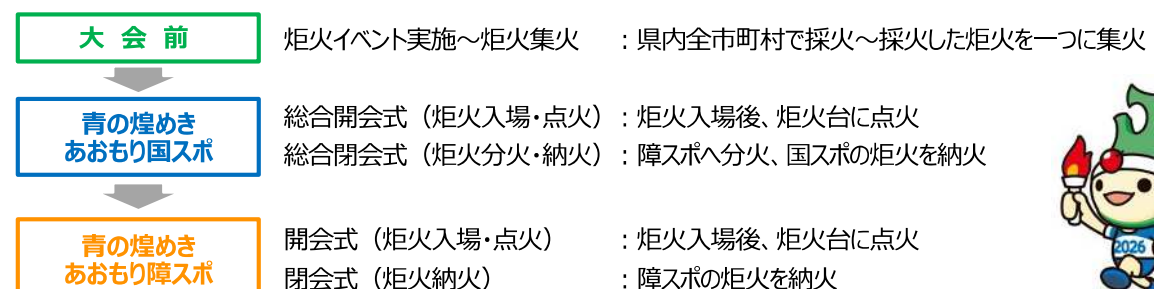 大会前
炬火イベント実施～炬火集火　：県内全市町村で採火～採火した炬火を一つに集火
青の煌めき
あおもり国スポ
総合開会式（炬火入場・点火）：炬火入場後、炬火台に点火
総合閉会式（炬火分火・納火）：障スポへ分火、国スポの炬火を納火
青の煌めき
あおもり障スポ
開会式（炬火入場・点火）　：炬火入場後、炬火台に点火
閉会式（炬火納火）　：障スポの炬火を納火
2026